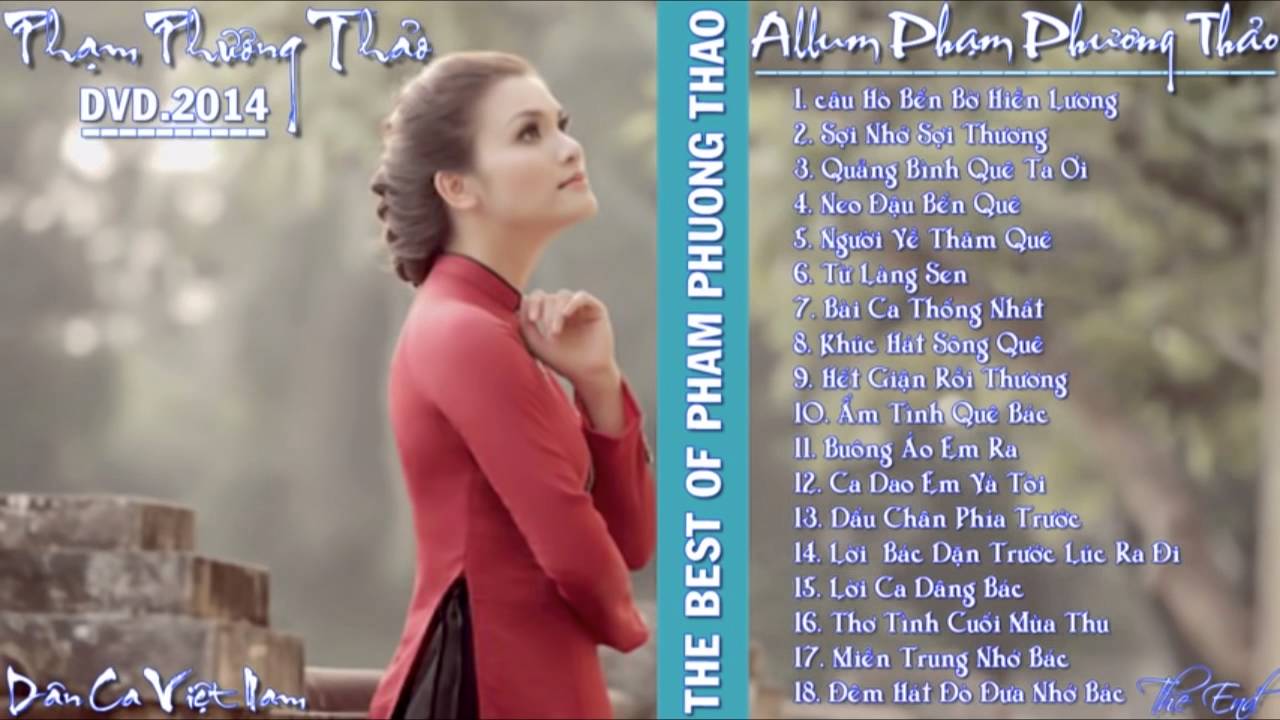 Phạm Phương Thảo
DVD.2014
Dân Ca Việt Nam
THE BEST OF PHAM PHUONG THAO
Allum Phạm Phương Thảo
1. câu Hò Bến Bờ Hiền Lương
2. Sợi Nhớ Sợi Thương
3. Quảng Bình Quê Ta Ơi
4. Neo Đậu Bến Quê
5. Người Về Thăm Quê
6. Từ Làng Sen
7. Bài Ca Thống Nhất
8. Khúc Hát Sông Quê
9. Hết Giận Rồi Thương
10. Ấm Tình Quê Bác
11. Buông Áo Em Ra
12. Ca Dao Em Và Tôi
13. Dấu Chân Phía Trước
14. Lời Bác Dặn Trước Lúc Ra Đi
15. Lời Ca Dâng Bác
16. Thơ Tình Cuối Mùa Thu
17. Miền Trung Nhớ Bác
18. Đêm Hát Đò Đưa Nhớ Bác
The End